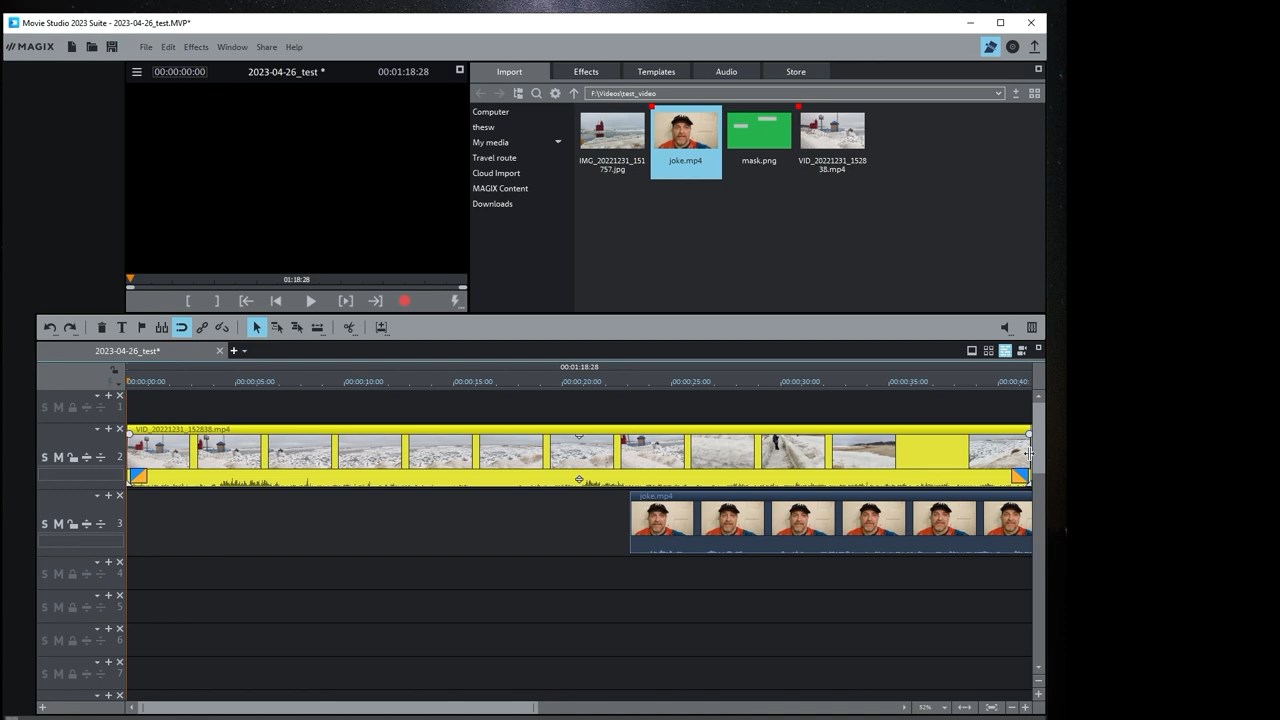 Movie Studio 2023 Suite - 2023-04-26_test.MVP*
MAGIX File Edit Effects Window Share Help
00:00:00:00 2023-04-26_test * 00:01:18:28
Import Effects Templates Audio Store
F:\Videos\test_video
Computer
thesw
My media
Travel route
Cloud Import
MAGIX Content
Downloads
IMG_20221231_151
757.jpg
joke.mp4
mask.png
VID_20221231_1528
38.mp4
01:18:28
2023-04-26_test*
00:01:18:28
00:00:00:00 00:00:05:00 00:00:10:00 00:00:15:00 00:00:20:00 00:00:25:00 00:00:30:00 00:00:35:00 00:00:40:
S M 1
VID_20221231_152838.mp4
S M 2
joke.mp4
S M 3
S M 4
S M 5
S M 6
S M 7
52%